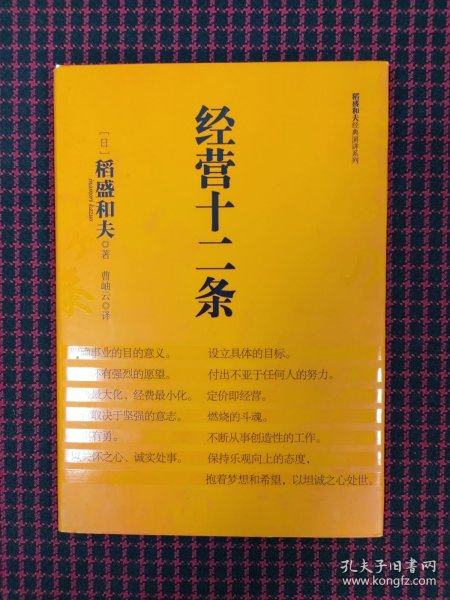 稻盛和夫经典演讲系列
经营十二条
[日]稻盛和夫 著 曹岫云 译
事业的目的意义。 设立具体的目标。
有强烈的愿望。 付出不亚于任何人的努力。
最大化、经费最小化。 定价即经营。
取决于坚强的意志。 燃烧的斗魂。
有勇。 不断从事创造性的工作。
怀之心、诚实处事。 保持乐观向上的态度，
抱着梦想和希望，以坦诚之心处世。
孔夫子旧书网
www.kongfz.com